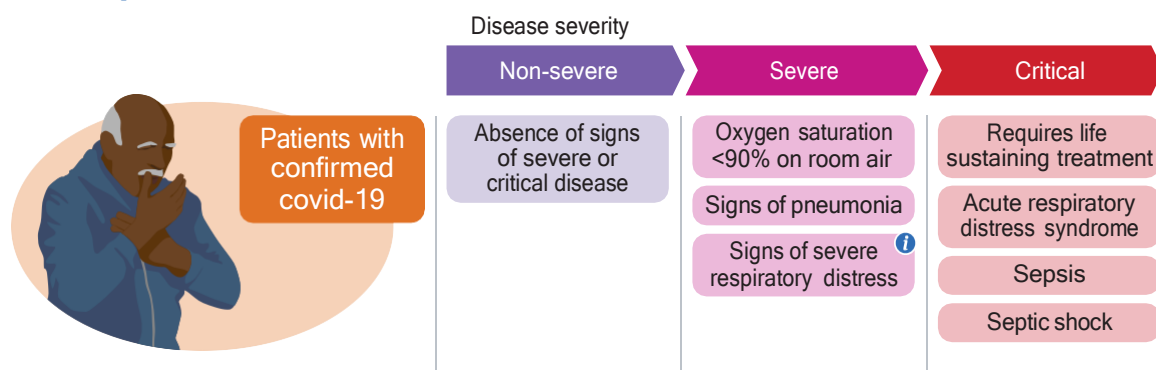 Disease severity
Non-severe
Severe
Critical
Patients with
confirmed
covid-19
Absence of signs
of severe or
critical disease
Oxygen saturation
<90% on room air
Signs of pneumonia
Signs of severe
respiratory distress
i
Requires life
sustaining treatment
Acute respiratory
distress syndrome
Sepsis
Septic shock